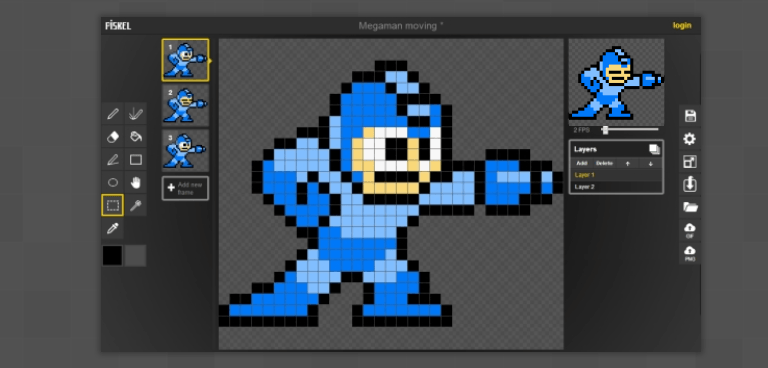 PiSKEL
Megaman moving *
login
1
2
3
Add new
frame
2 FPS
Layers
Add Delete ↑ ↓
Layer 1
Layer 2
GIF
PNG